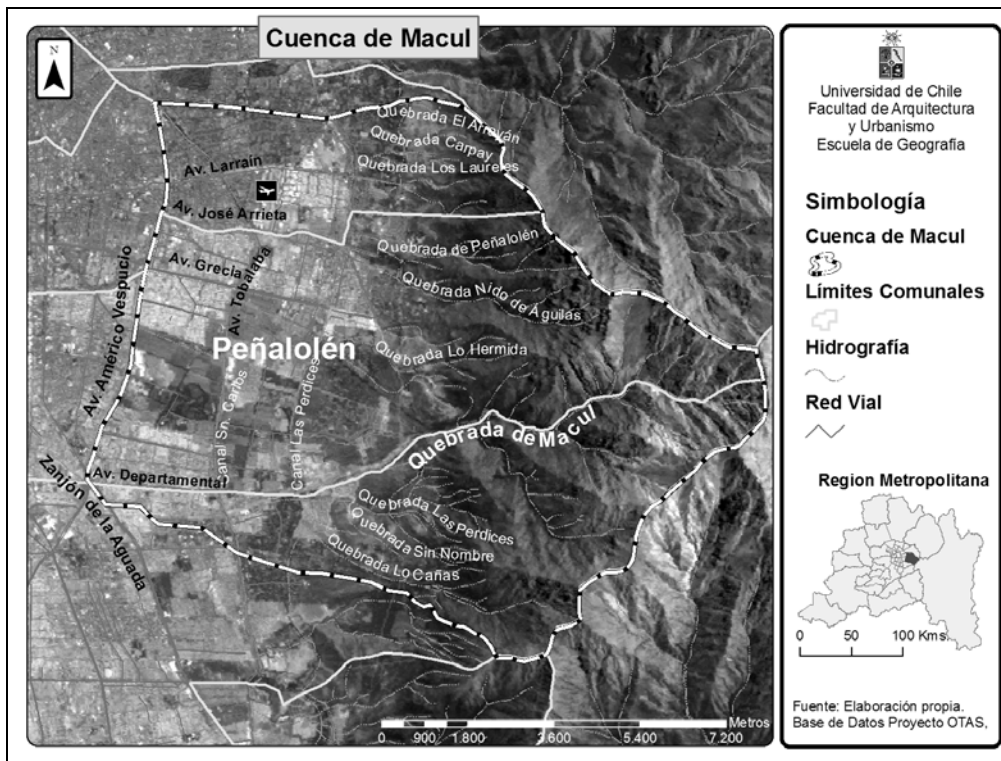 Cuenca de Macul
N
Quebrada El Arrayán
Quebrada Carpay
Quebrada Los Laureles
Av. Larraín
Av. José Arrieta
Quebrada de Peñalolén
Av. Grecia
Av. Tobalaba
Quebrada Nido de Águilas
Av. Américo Vespucio
Peñalolén
Quebrada Lo Hermida
Canal Sn. Carlos
Canal Las Perdices
Quebrada de Macul
Av. Departamental
Zanjón de la Aguada
Quebrada Las Perdices
Quebrada Sin Nombre
Quebrada Lo Cañas
Metros
0 900 1.800 3.600 5.400 7.200
Universidad de Chile
Facultad de Arquitectura
y Urbanismo
Escuela de Geografía
Simbología
Cuenca de Macul
Límites Comunales
Hidrografía
Red Vial
Region Metropolitana
0 50 100 Kms.
Fuente: Elaboración propia.
Base de Datos Proyecto OTAS,